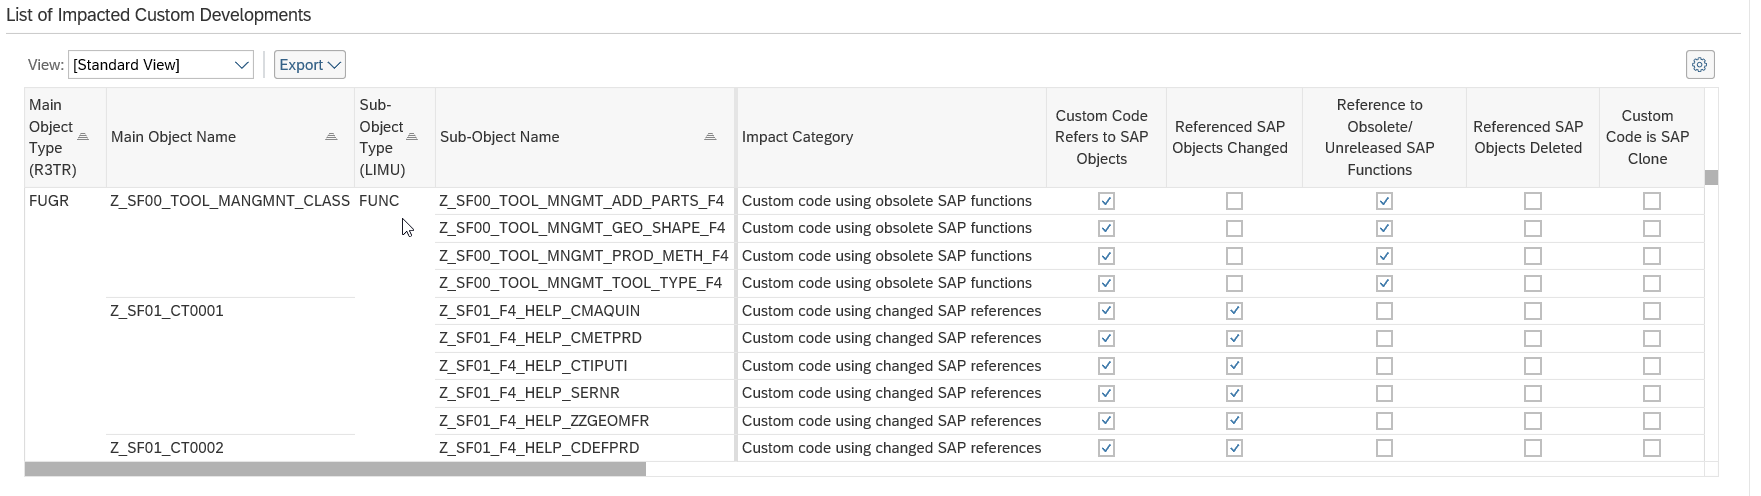 List of Impacted Custom Developments
View: [Standard View] Export
Main Object Type (R3TR) Main Object Name Sub-Object Type (LIMU) Sub-Object Name Impact Category Custom Code Refers to SAP Objects Referenced SAP Objects Changed Reference to Obsolete/ Unreleased SAP Functions Referenced SAP Objects Deleted Custom Code is SAP Clone
FUGR Z_SF00_TOOL_MANGMNT_CLASS FUNC Z_SF00_TOOL_MNGMT_ADD_PARTS_F4 Custom code using obsolete SAP functions
Z_SF00_TOOL_MNGMT_GEO_SHAPE_F4 Custom code using obsolete SAP functions
Z_SF00_TOOL_MNGMT_PROD_METH_F4 Custom code using obsolete SAP functions
Z_SF00_TOOL_MNGMT_TOOL_TYPE_F4 Custom code using obsolete SAP functions
Z_SF01_CT0001 Z_SF01_F4_HELP_CMAQUIN Custom code using changed SAP references
Z_SF01_F4_HELP_CMETPRD Custom code using changed SAP references
Z_SF01_F4_HELP_CTIPUTI Custom code using changed SAP references
Z_SF01_F4_HELP_SERNR Custom code using changed SAP references
Z_SF01_F4_HELP_ZZGEOMFR Custom code using changed SAP references
Z_SF01_CT0002 Z_SF01_F4_HELP_CDEFPRD Custom code using changed SAP references